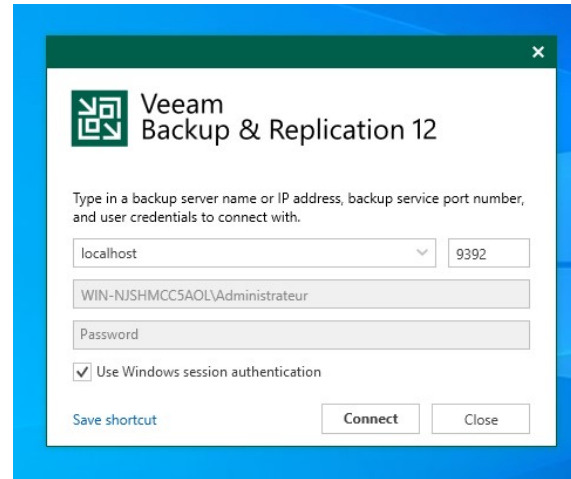 Veeam
Backup & Replication 12
Type in a backup server name or IP address, backup service port number,
and user credentials to connect with.
localhost 9392
WIN-NJSHMCC5AOL\Administrateur
Password
Use Windows session authentication
Save shortcut Connect Close